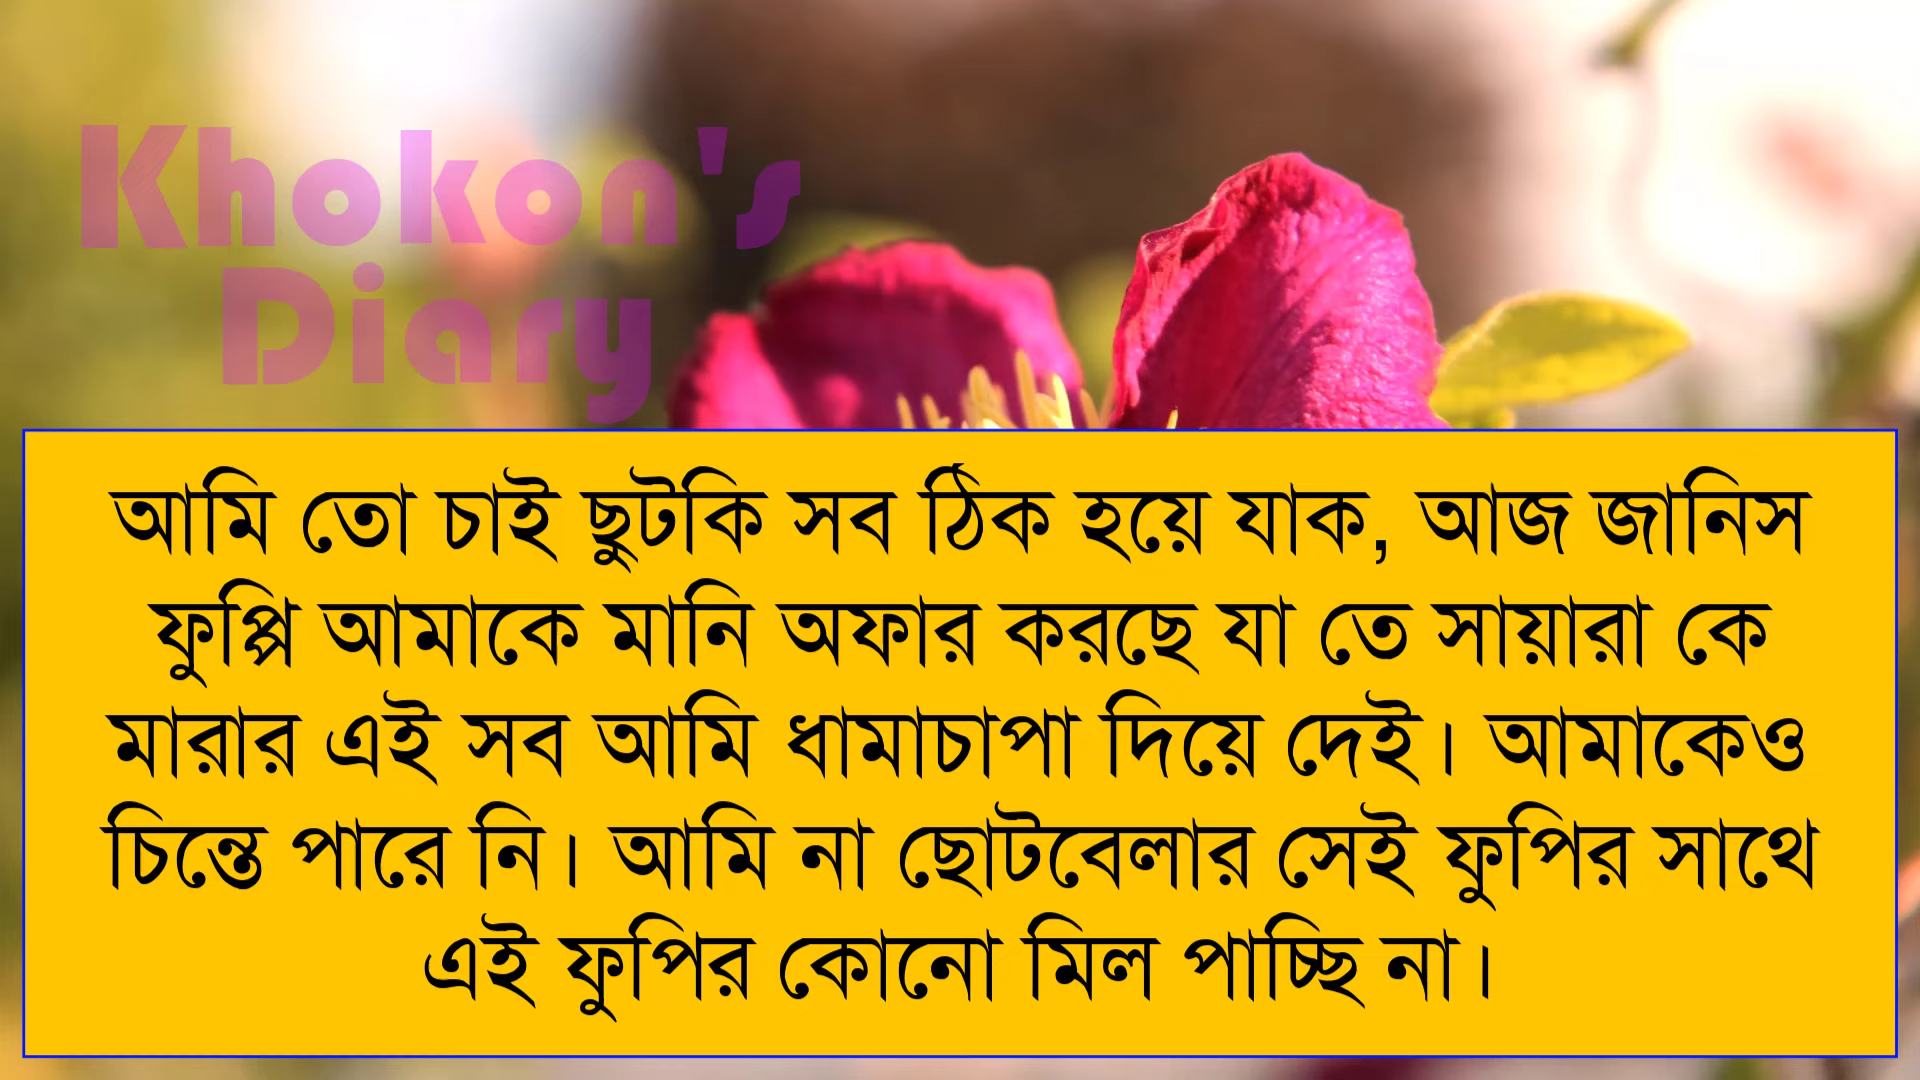 Khokon's
Diary
আমি তো চাই ছুটকি সব ঠিক হয়ে যাক, আজ জানিস
ফুপ্পি আমাকে মানি অফার করছে যা তে সায়ারা কে
মারার এই সব আমি ধামাচাপা দিয়ে দেই। আমাকেও
চিন্তে পারে নি। আমি না ছোটবেলার সেই ফুপির সাথে
এই ফুপির কোনো মিল পাচ্ছি না।